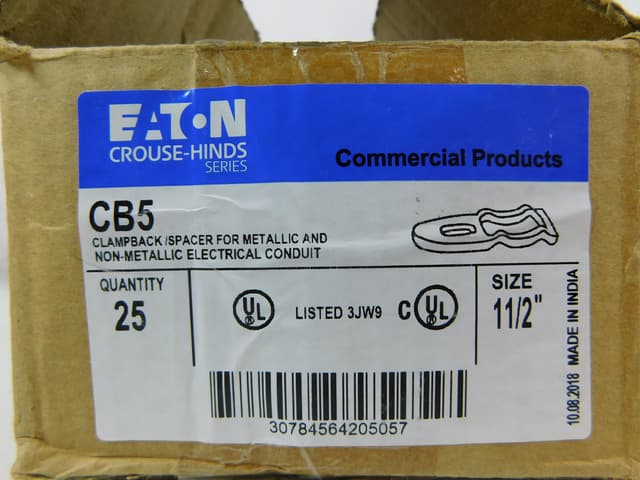 EATON
CROUSE-HINDS
SERIES
Commercial Products
CB5
CLAMPBACK/SPACER FOR METALLIC AND
NON-METALLIC ELECTRICAL CONDUIT
QUANTITY
25
UL
LISTED 3JW9
C UL
SIZE
11/2"
10.08.2018 MADE IN INDIA
30784564205057